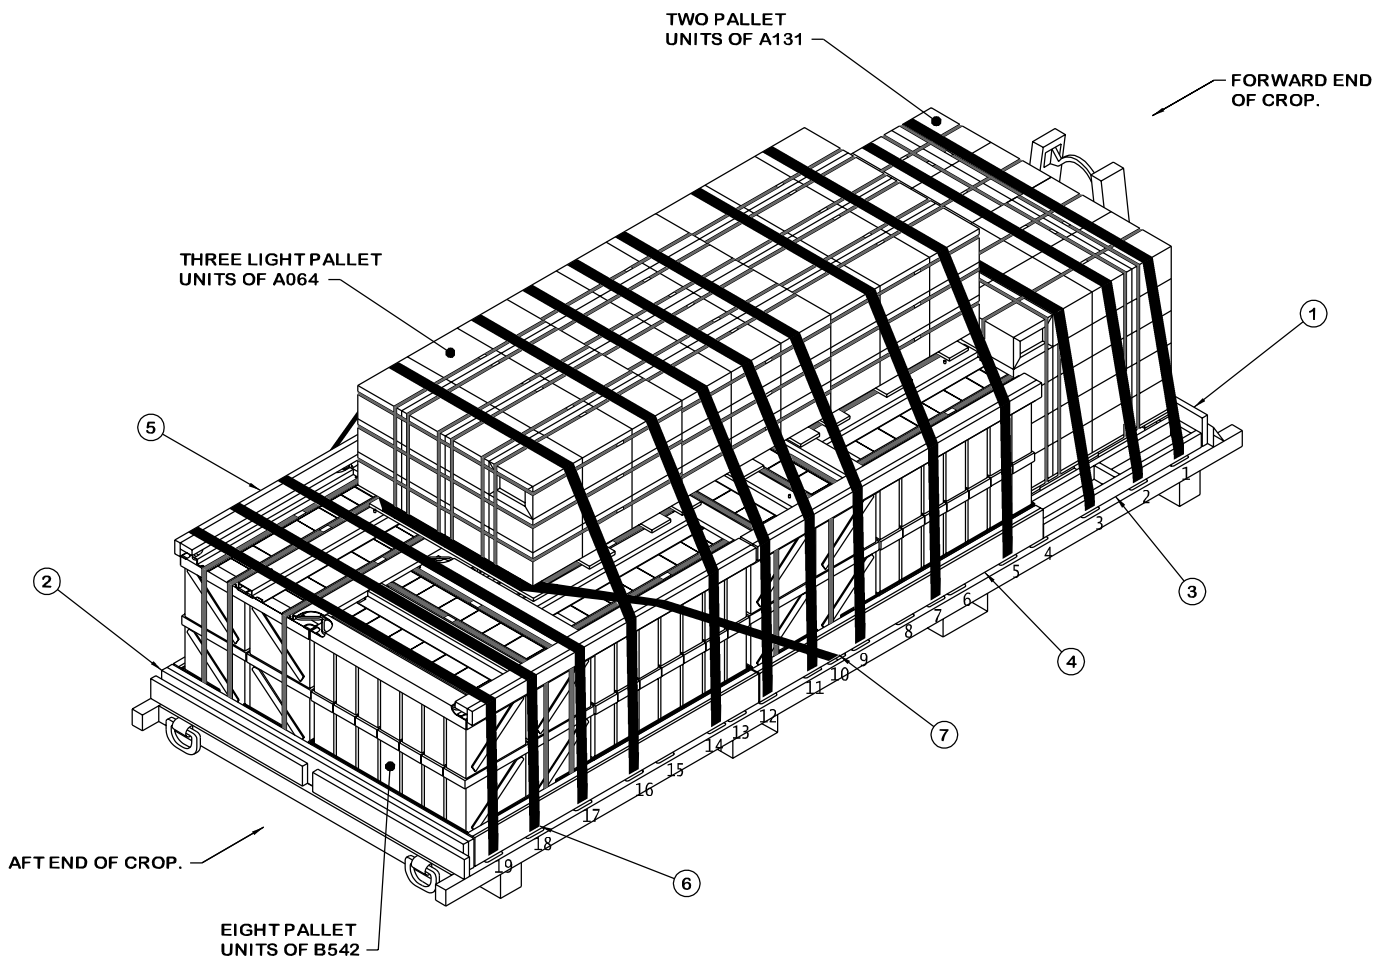 TWO PALLET
UNITS OF A131
FORWARD END
OF CROP.
THREE LIGHT PALLET
UNITS OF A064
1
5
2
3
4
7
6
1
2
3
4
5
6
7
8
9
10
11
12
13
14
15
16
17
18
19
AFT END OF CROP.
EIGHT PALLET
UNITS OF B542